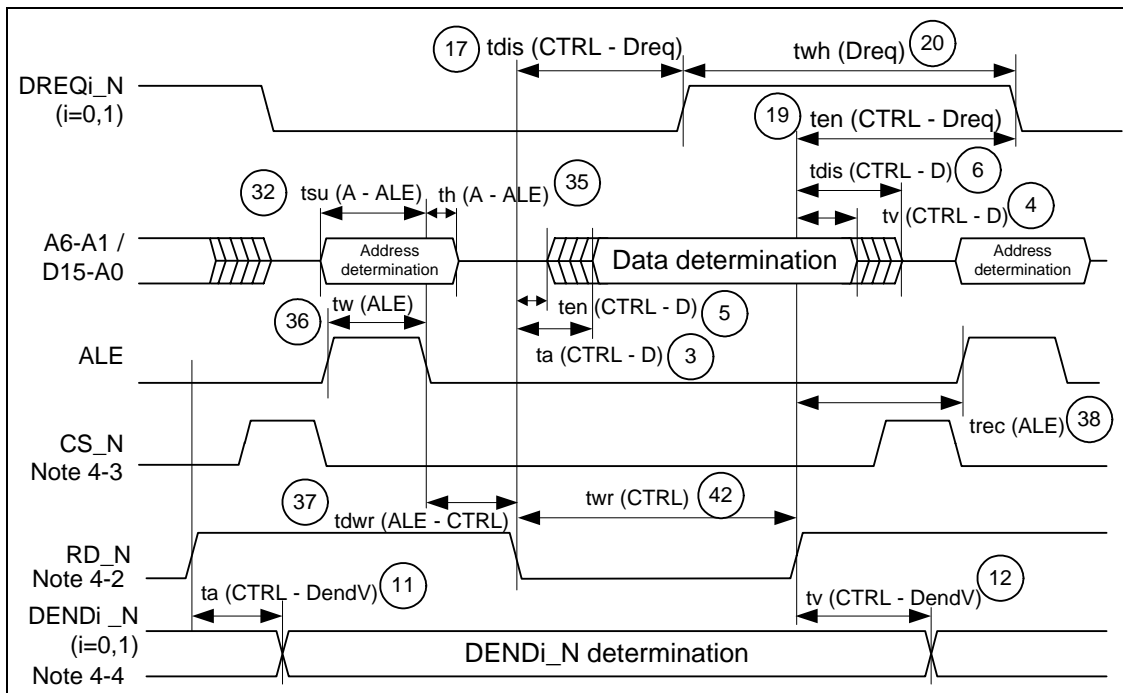 17 tdis (CTRL - Dreq) twh (Dreq) 20
DREQi_N
(i=0,1)
19 ten (CTRL - Dreq)
tdis (CTRL - D) 6
32 tsu (A - ALE) th (A - ALE) 35
tv (CTRL - D) 4
A6-A1 /
D15-A0
Address
determination
Data determination
Address
determination
36 tw (ALE)
ten (CTRL - D) 5
ta (CTRL - D) 3
ALE
trec (ALE) 38
CS_N
Note 4-3
37 tdwr (ALE - CTRL)
twr (CTRL) 42
RD_N
Note 4-2
ta (CTRL - DendV) 11
tv (CTRL - DendV) 12
DENDi _N
(i=0,1)
Note 4-4
DENDi_N determination